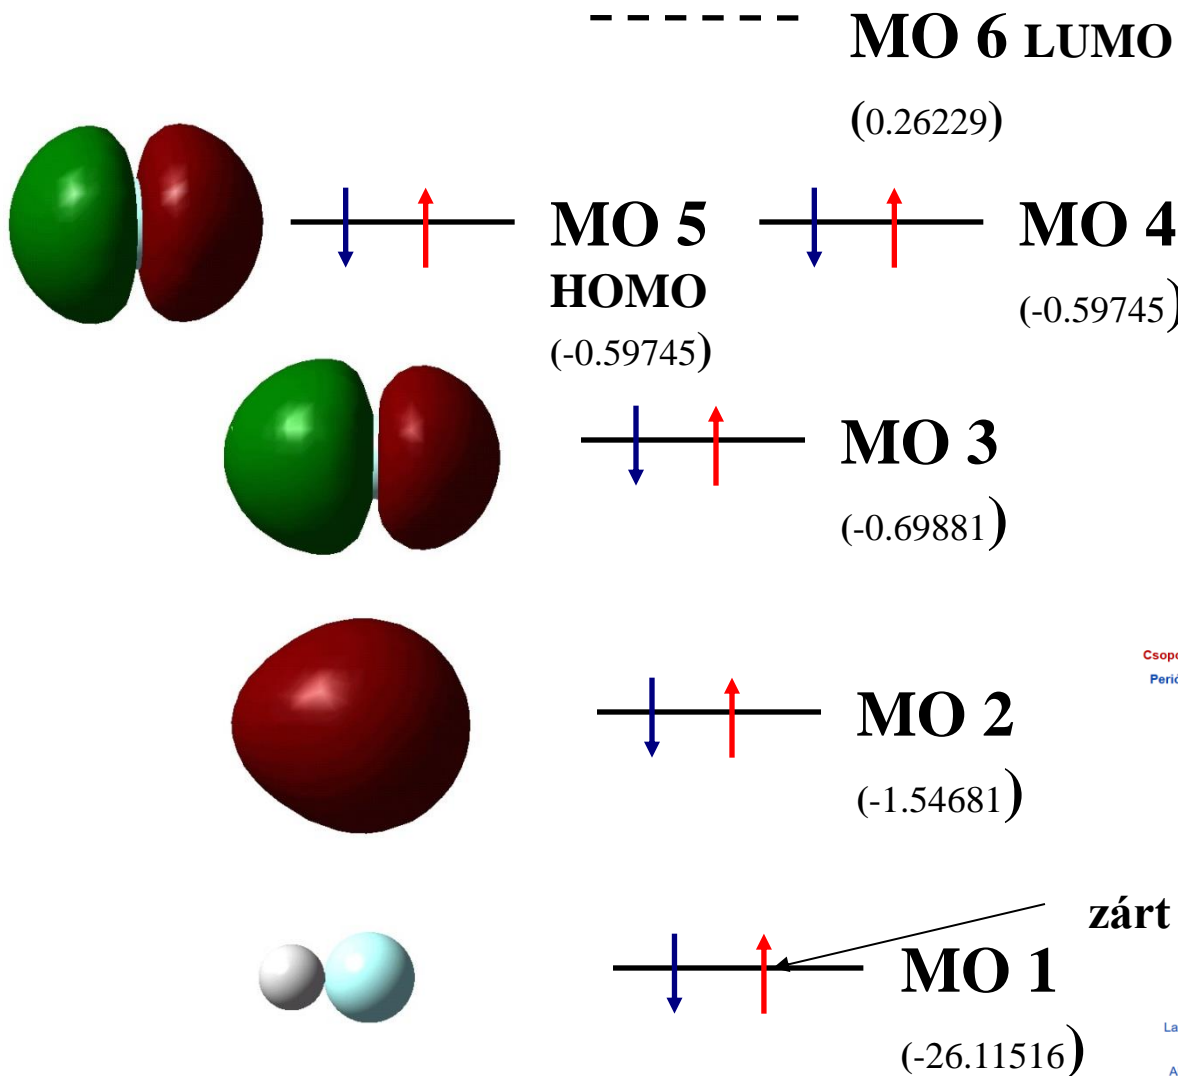 MO 6 LUMO
(0.26229)
MO 5
HOMO
(-0.59745)
MO 4
(-0.59745)
MO 3
(-0.69881)
MO 2
(-1.54681)
zárt
MO 1
(-26.11516)